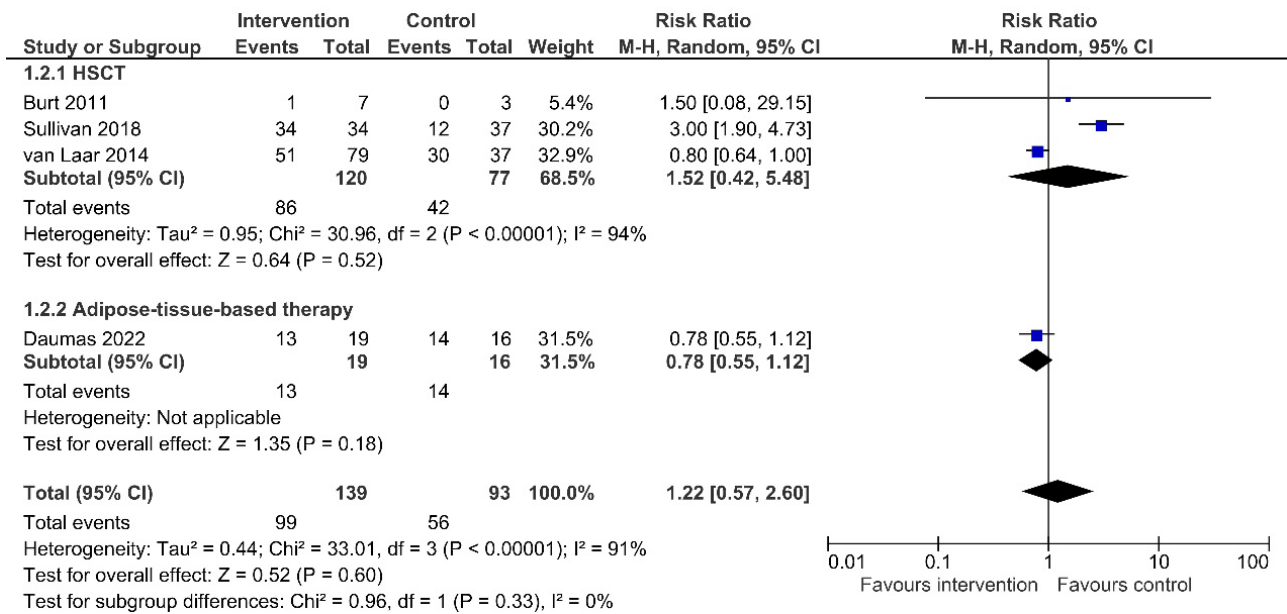 Intervention Control Risk Ratio Risk Ratio
Study or Subgroup Events Total Events Total Weight M-H, Random, 95% CI M-H, Random, 95% CI
1.2.1 HSCT
Burt 2011 1 7 0 3 5.4% 1.50 [0.08, 29.15]
Sullivan 2018 34 34 12 37 30.2% 3.00 [1.90, 4.73]
van Laar 2014 51 79 30 37 32.9% 0.80 [0.64, 1.00]
Subtotal (95% CI) 120 77 68.5% 1.52 [0.42, 5.48]
Total events 86 42
Heterogeneity: Tau² = 0.95; Chi² = 30.96, df = 2 (P < 0.00001); I² = 94%
Test for overall effect: Z = 0.64 (P = 0.52)
1.2.2 Adipose-tissue-based therapy
Daumas 2022 13 19 14 16 31.5% 0.78 [0.55, 1.12]
Subtotal (95% CI) 19 16 31.5% 0.78 [0.55, 1.12]
Total events 13 14
Heterogeneity: Not applicable
Test for overall effect: Z = 1.35 (P = 0.18)
Total (95% CI) 139 93 100.0% 1.22 [0.57, 2.60]
Total events 99 56
Heterogeneity: Tau² = 0.44; Chi² = 33.01, df = 3 (P < 0.00001); I² = 91%
Test for overall effect: Z = 0.52 (P = 0.60)
Test for subgroup differences: Chi² = 0.96, df = 1 (P = 0.33), I² = 0%
0.01 0.1 1 10 100
Favours intervention Favours control